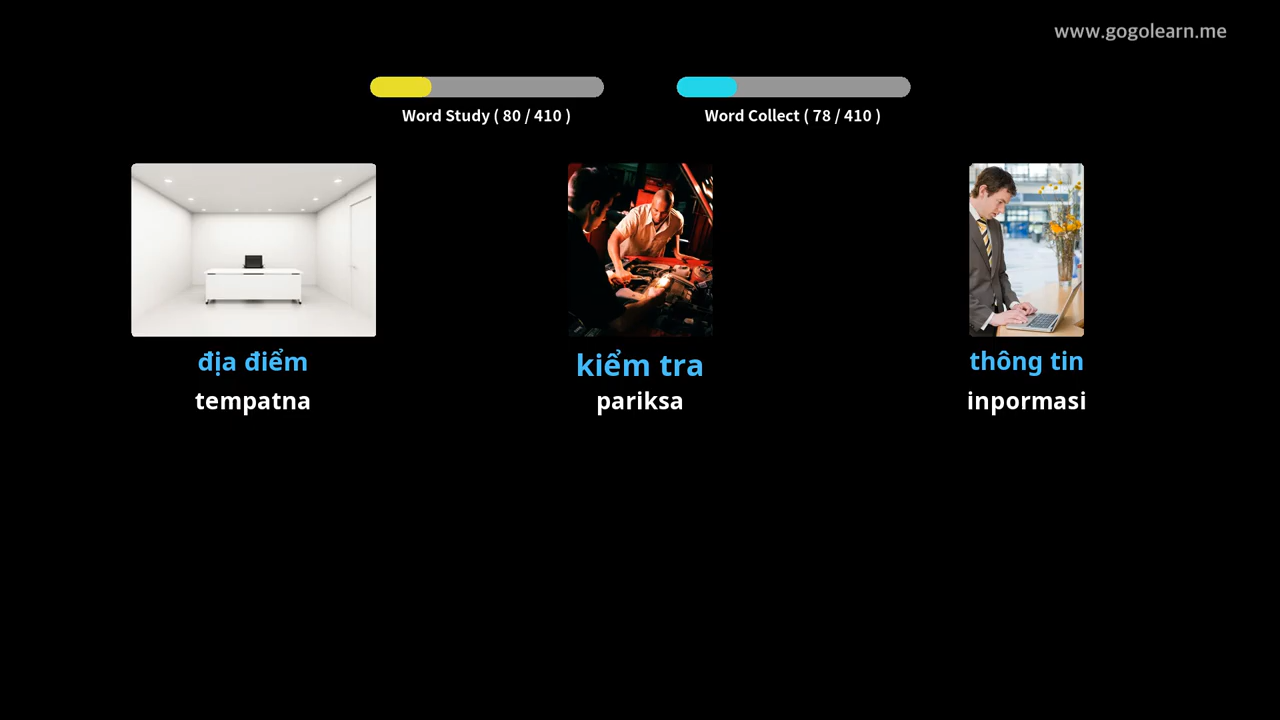 www.gogolearn.me
Word Study ( 80 / 410 )
Word Collect ( 78 / 410 )
địa điểm
kiểm tra
thông tin
tempatna
pariksa
inpormasi